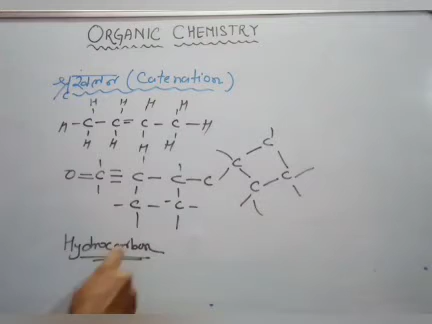 ORGANIC CHEMISTRY
श्रृंखलन (Catenation)
H H H H
H-C-C=C-C-H
H H H H
O=C≡C-C-C
C C C C
C C
Hydrocarbon